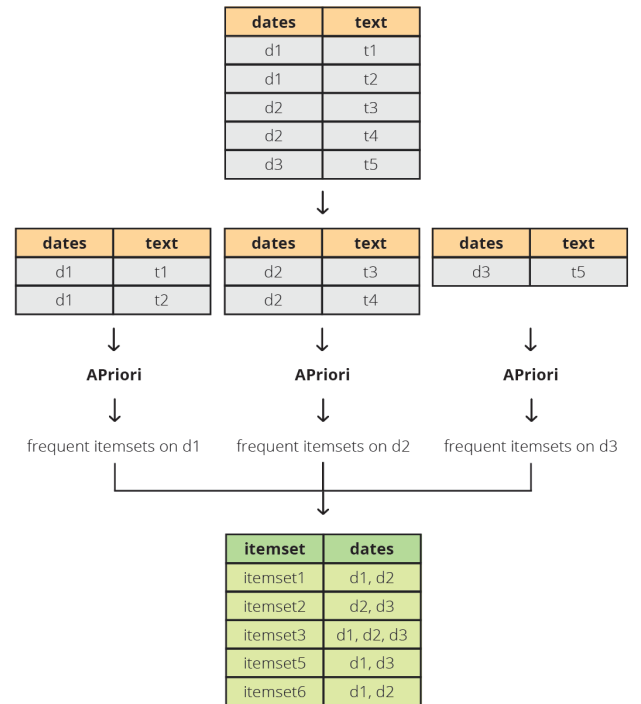 dates text
d1 t1
d1 t2
d2 t3
d2 t4
d3 t5
dates text
d1 t1
d1 t2
dates text
d2 t3
d2 t4
dates text
d3 t5
APriori APriori APriori
frequent itemsets on d1 frequent itemsets on d2 frequent itemsets on d3
itemset dates
itemset1 d1, d2
itemset2 d2, d3
itemset3 d1, d2, d3
itemset5 d1, d3
itemset6 d1, d2